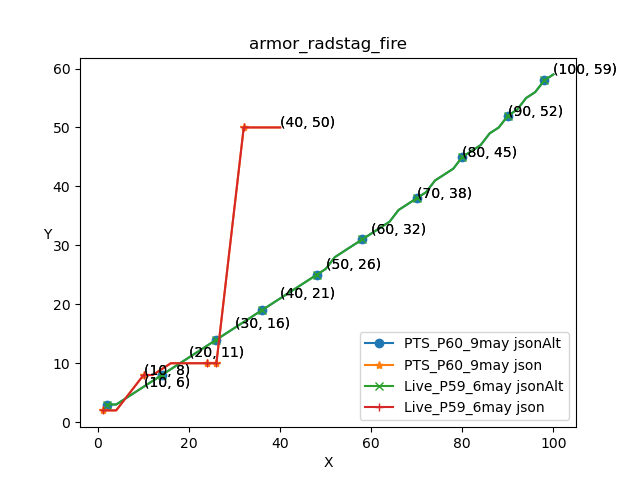 armor_radstag_fire
60
50
40
30
20
10
0
Y
(100, 59)
(90, 52)
(80, 45)
(70, 38)
(60, 32)
(50, 26)
(40, 21)
(30, 16)
(20, 11)
(10, 6)
(10, 8)
(40, 50)
PTS_P60_9may jsonAlt
PTS_P60_9may json
Live_P59_6may jsonAlt
Live_P59_6may json
0 20 40 60 80 100
X